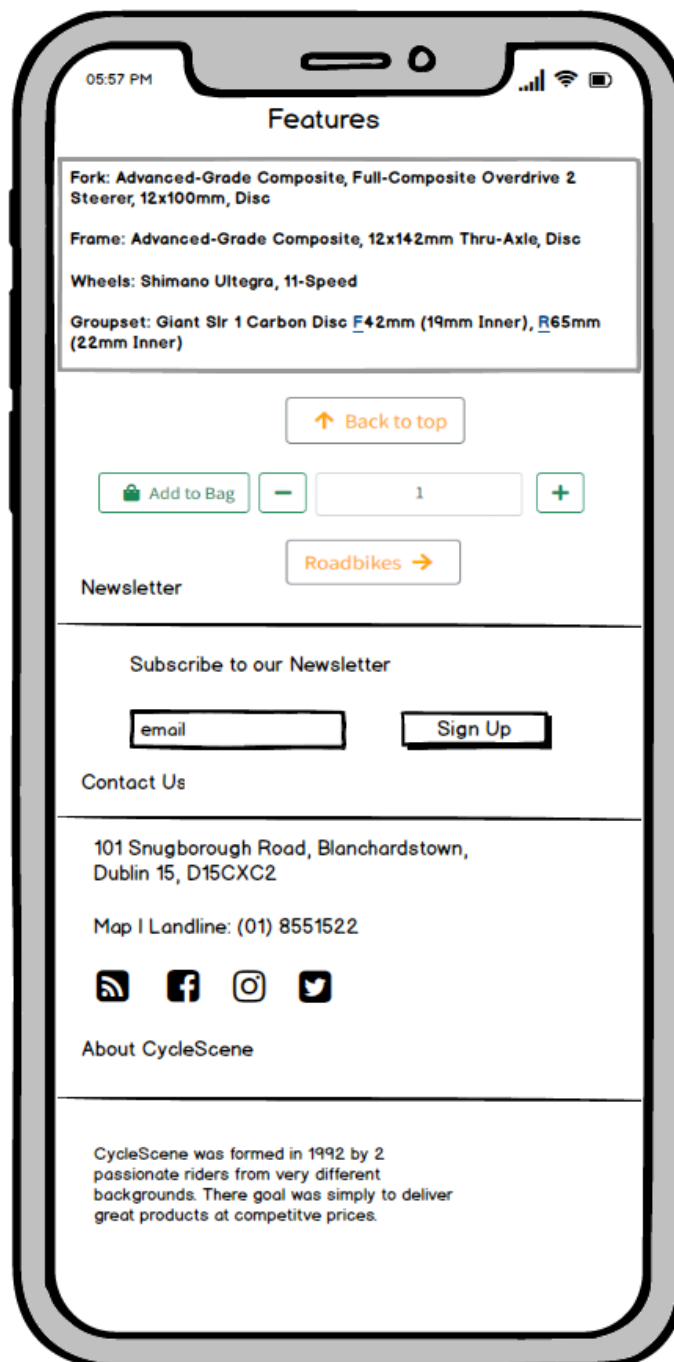 05:57 PM
Features
Fork: Advanced-Grade Composite, Full-Composite Overdrive 2
Steerer, 12x100mm, Disc
Frame: Advanced-Grade Composite, 12x142mm Thru-Axle, Disc
Wheels: Shimano Ultegra, 11-Speed
Groupset: Giant Slr 1 Carbon Disc F42mm (19mm Inner), R65mm
(22mm Inner)
Back to top
Add to Bag
1
Roadbikes
Newsletter
Subscribe to our Newsletter
email
Sign Up
Contact Us
101 Snugborough Road, Blanchardstown,
Dublin 15, D15CXC2
Map | Landline: (01) 8551522
About CycleScene
CycleScene was formed in 1992 by 2
passionate riders from very different
backgrounds. There goal was simply to deliver
great products at competitve prices.